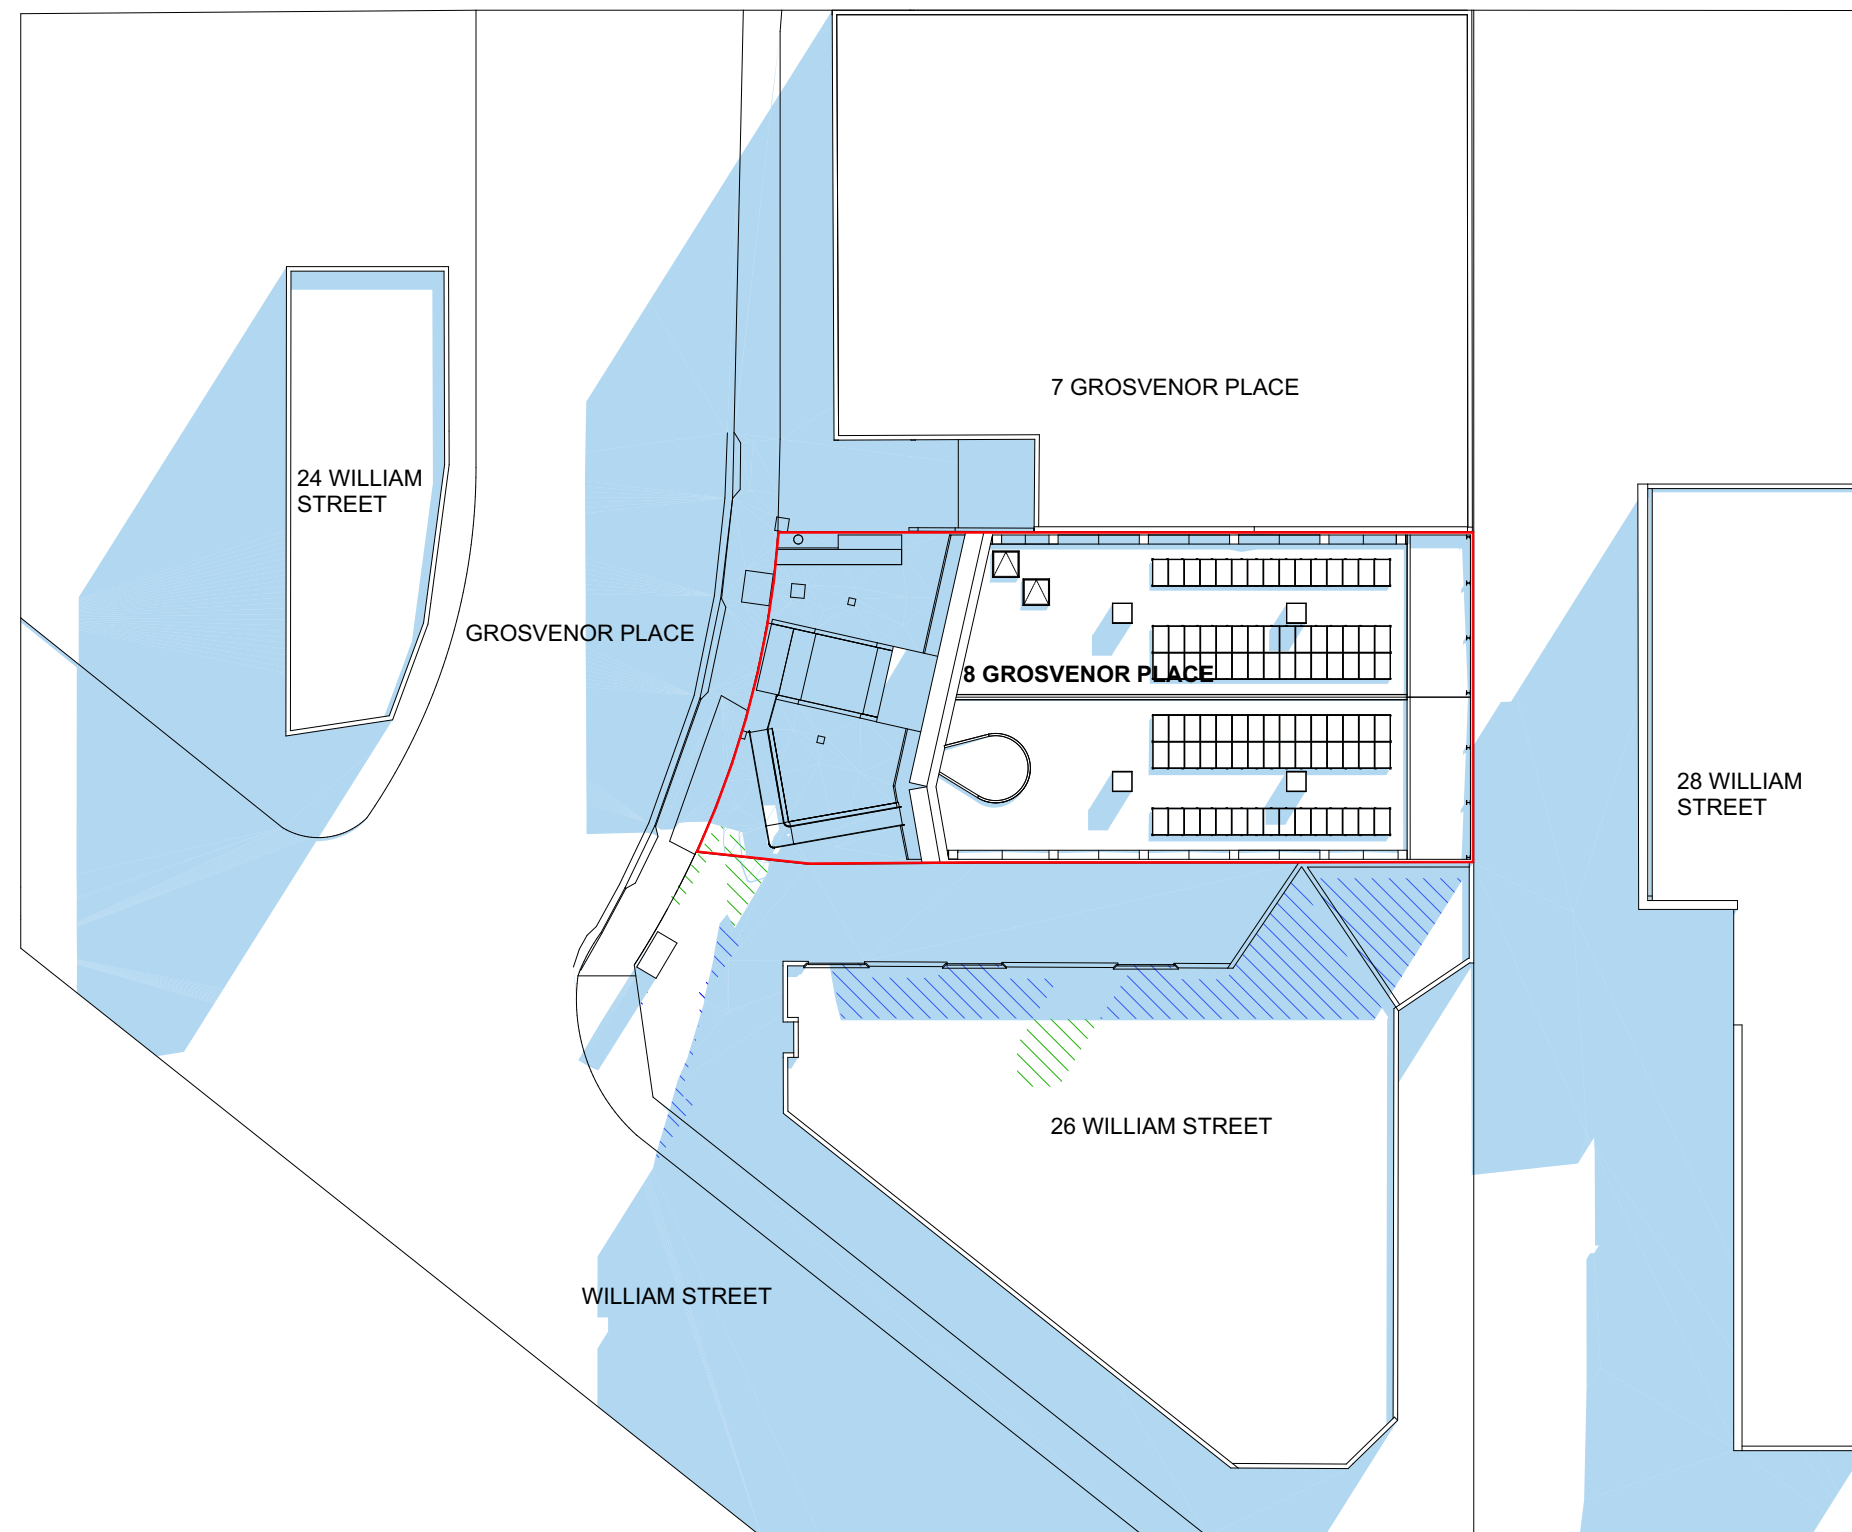 7 GROSVENOR PLACE
24 WILLIAM
STREET
GROSVENOR PLACE
8 GROSVENOR PLACE
28 WILLIAM
STREET
26 WILLIAM STREET
WILLIAM STREET